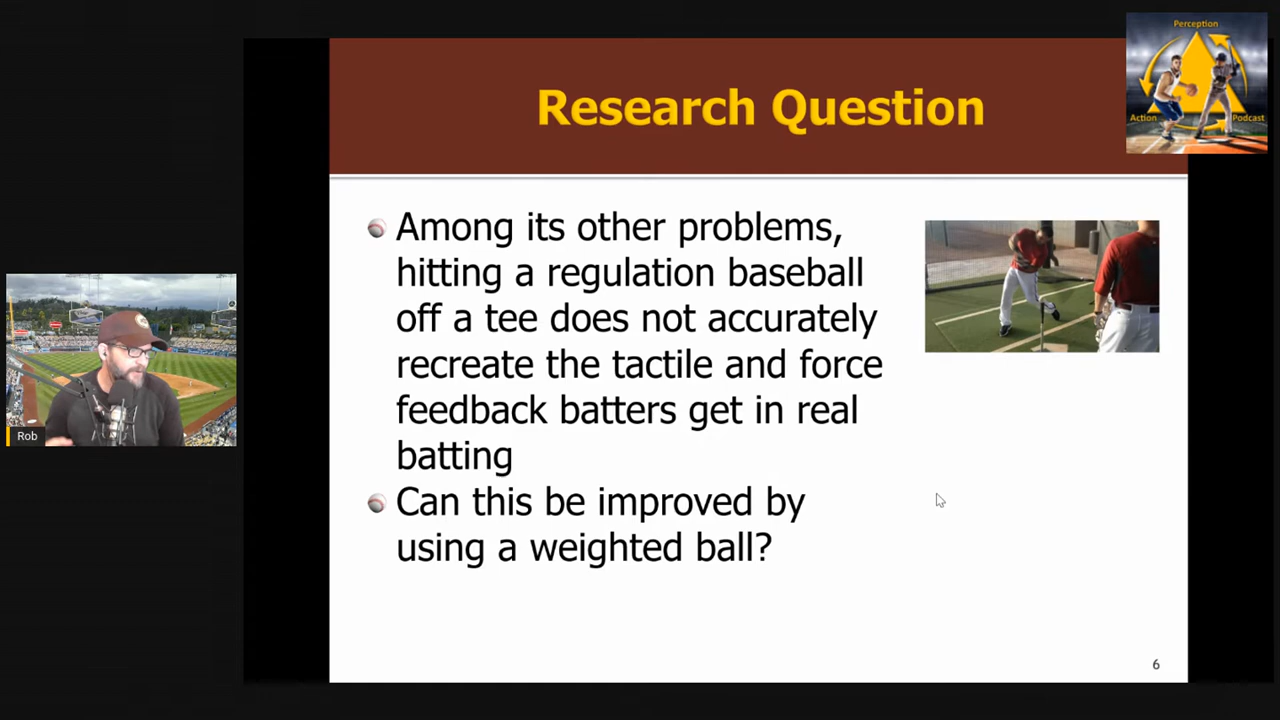 Perception
Action
Podcast
Research Question
Among its other problems,
hitting a regulation baseball
off a tee does not accurately
recreate the tactile and force
feedback batters get in real
batting
Can this be improved by
using a weighted ball?
Rob
6